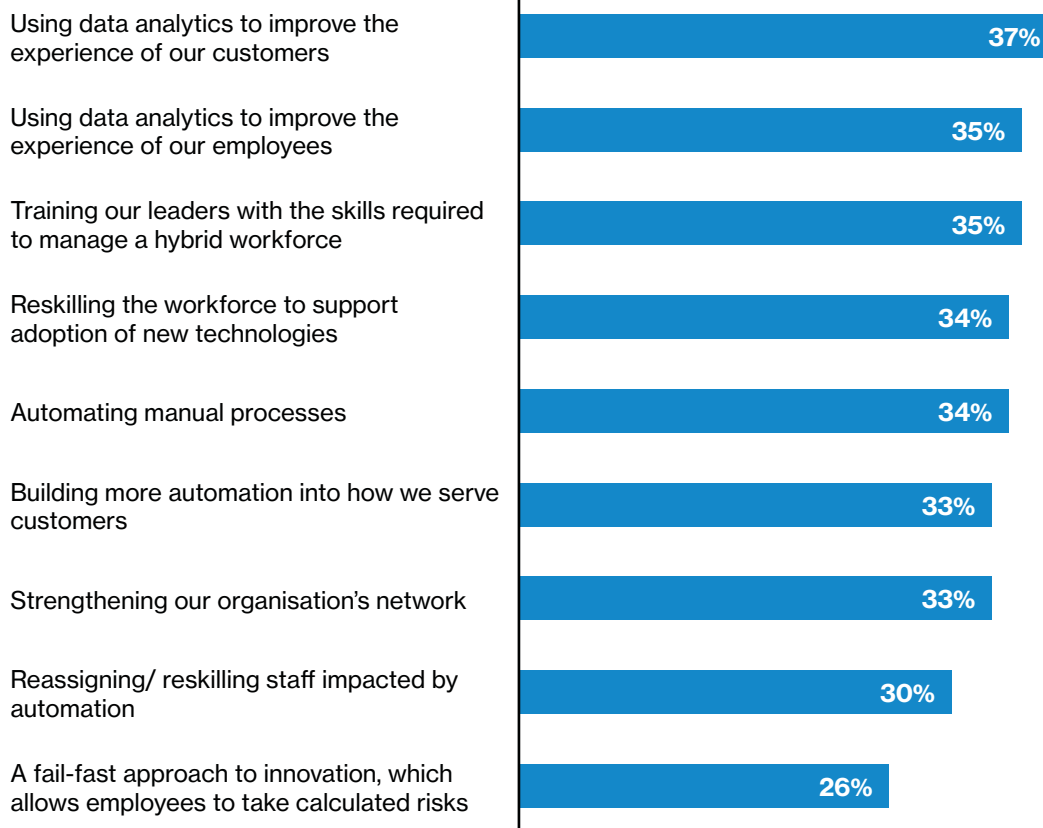 Using data analytics to improve the
experience of our customers
37%
Using data analytics to improve the
experience of our employees
35%
Training our leaders with the skills required
to manage a hybrid workforce
35%
Reskilling the workforce to support
adoption of new technologies
34%
Automating manual processes
34%
Building more automation into how we serve
customers
33%
Strengthening our organisation’s network
33%
Reassigning/ reskilling staff impacted by
automation
30%
A fail-fast approach to innovation, which
allows employees to take calculated risks
26%